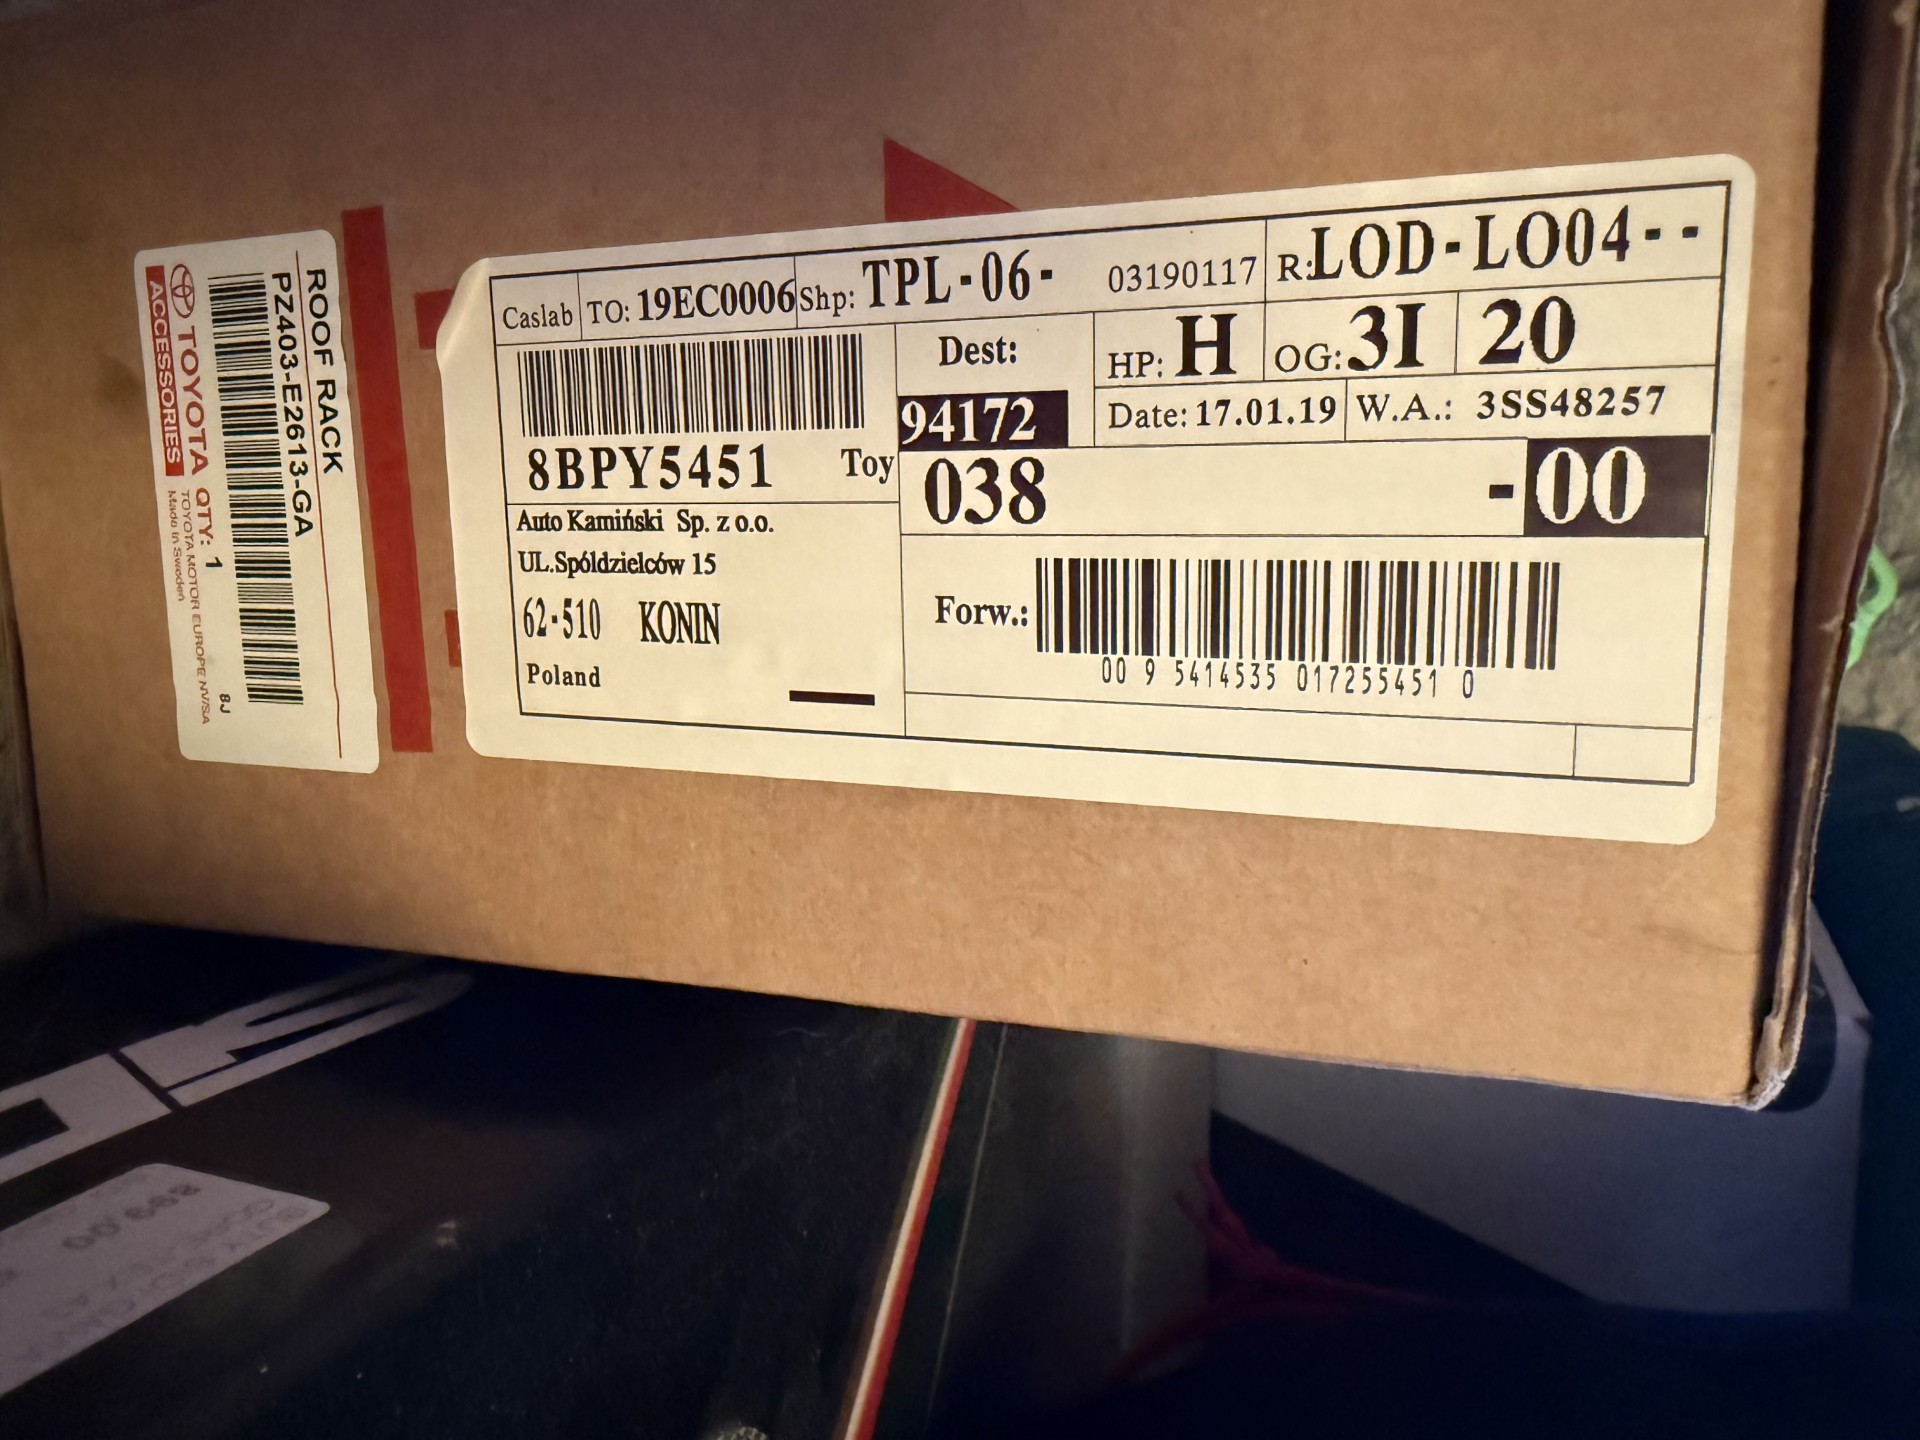 ROOF RACK
PZ403-E2613-GA
TOYOTA QTY: 1 8J
ACCESSORIES
TOYOTA MOTOR EUROPE NV/SA
Made in Sweden
Caslab TO: 19EC0006 Shp: TPL-06- 03190117 R:LOD-LO04--
Dest: HP: H OG: 3I 20
94172 Date: 17.01.19 W.A.: 3SS48257
8BPY5451 Toy
038 -00
Auto Kamiński Sp. z o.o.
UL.Spóldzielców 15
62-510 KONIN
Poland
Forw.:
00 9 5414535 017255451 0
899,00